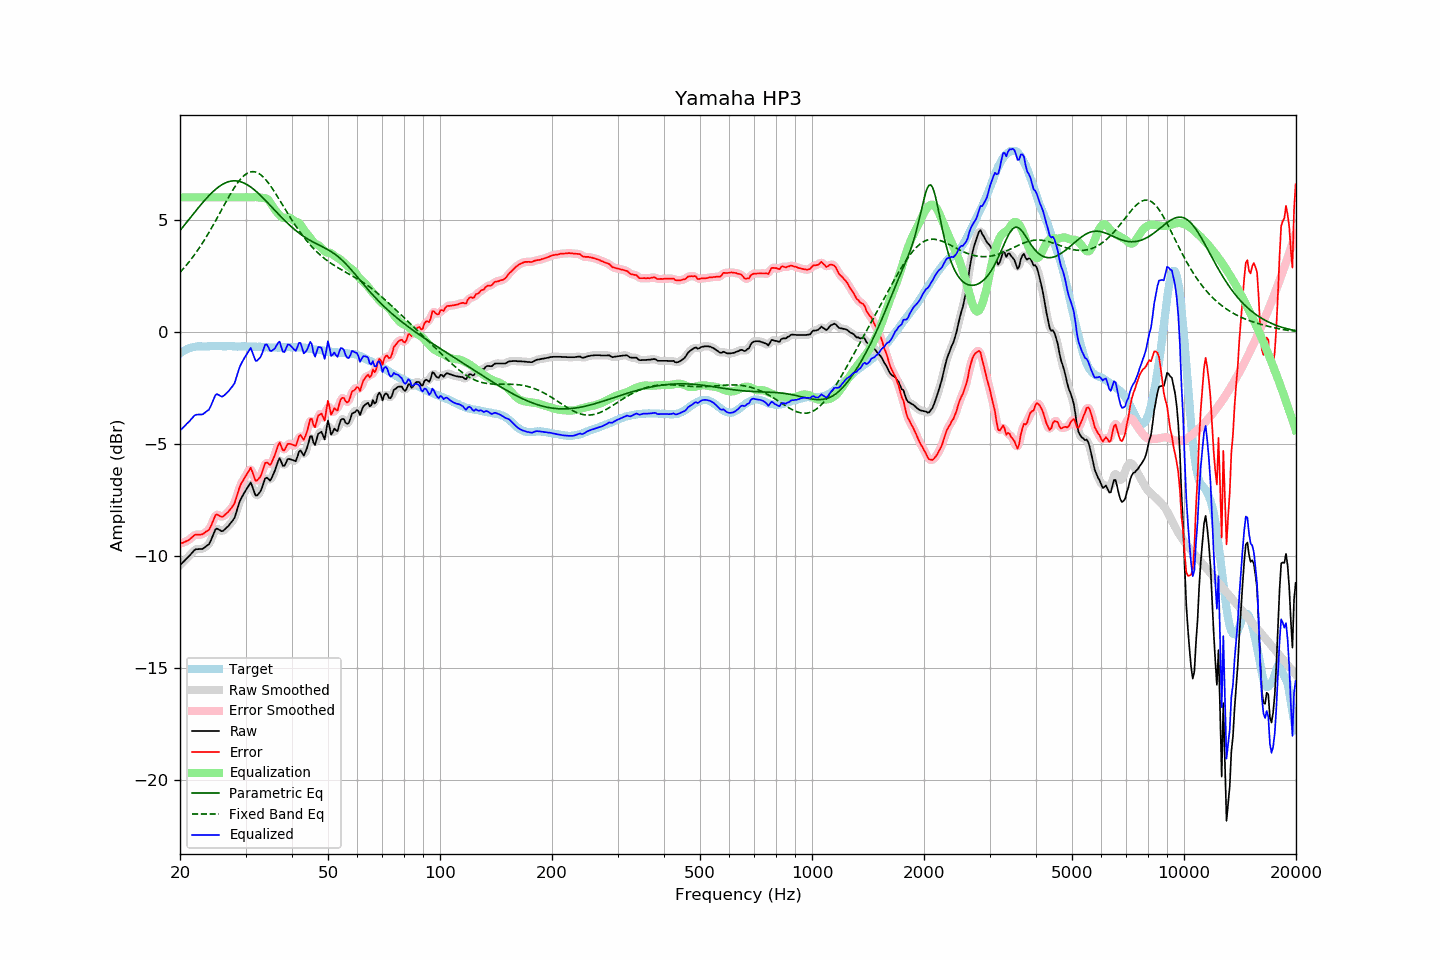 Yamaha HP3
5
0
−5
−10
−15
−20
Amplitude (dBr)
Target
Raw Smoothed
Error Smoothed
Raw
Error
Equalization
Parametric Eq
Fixed Band Eq
Equalized
20 50 100 200 500 1000 2000 5000 10000 20000
Frequency (Hz)